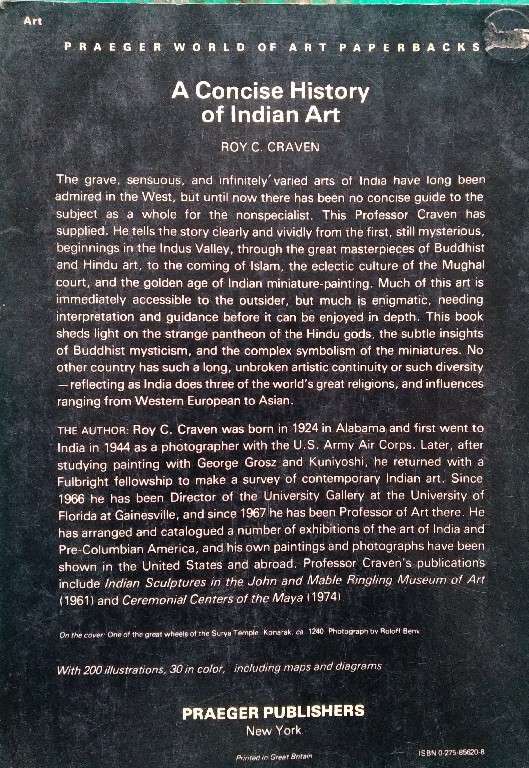 Art
PRAEGER WORLD OF ART PAPERBACKS
A Concise History
of Indian Art
ROY C. CRAVEN
The grave, sensuous, and infinitely varied arts of India have long been
admired in the West, but until now there has been no concise guide to the
subject as a whole for the nonspecialist. This Professor Craven has
supplied. He tells the story clearly and vividly from the first, still mysterious,
beginnings in the Indus Valley, through the great masterpieces of Buddhist
and Hindu art, to the coming of Islam, the eclectic culture of the Mughal
court, and the golden age of Indian miniature-painting. Much of this art is
immediately accessible to the outsider, but much is enigmatic, needing
interpretation and guidance before it can be enjoyed in depth. This book
sheds light on the strange pantheon of the Hindu gods, the subtle insights
of Buddhist mysticism, and the complex symbolism of the miniatures. No
other country has such a long, unbroken artistic continuity or such diversity
—reflecting as India does three of the world's great religions, and influences
ranging from Western European to Asian.
THE AUTHOR: Roy C. Craven was born in 1924 in Alabama and first went to
India in 1944 as a photographer with the U.S. Army Air Corps. Later, after
studying painting with George Grosz and Kuniyoshi, he returned with a
Fulbright fellowship to make a survey of contemporary Indian art. Since
1966 he has been Director of the University Gallery at the University of
Florida at Gainesville, and since 1967 he has been Professor of Art there. He
has arranged and catalogued a number of exhibitions of the art of India and
Pre-Columbian America, and his own paintings and photographs have been
shown in the United States and abroad. Professor Craven's publications
include Indian Sculptures in the John and Mable Ringling Museum of Art
(1961) and Ceremonial Centers of the Maya (1974)
On the cover: One of the great wheels of the Surya Temple, Konarak, ca. 1240. Photograph by Roloff Beny
With 200 illustrations, 30 in color, including maps and diagrams
PRAEGER PUBLISHERS
New York
Printed in Great Britain
ISBN 0-275-85620-8